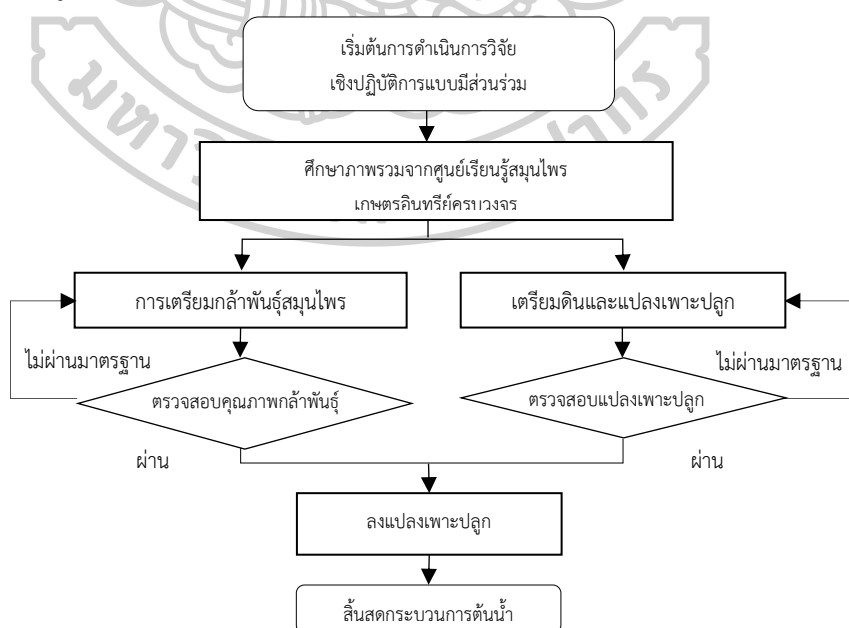 เริ่มต้นการดำเนินการวิจัย
เชิงปฏิบัติการแบบมีส่วนร่วม
ศึกษาภาพรวมจากศูนย์เรียนรู้สมุนไพร
เกษตรอินทรีย์ครบวงจร
การเตรียมกล้าพันธุ์สมุนไพร
เตรียมดินและแปลงเพาะปลูก
ไม่ผ่านมาตรฐาน
ไม่ผ่านมาตรฐาน
ตรวจสอบคุณภาพกล้าพันธุ์
ตรวจสอบแปลงเพาะปลูก
ผ่าน
ผ่าน
ลงแปลงเพาะปลูก
สิ้นสุดกระบวนการต้นน้ำ